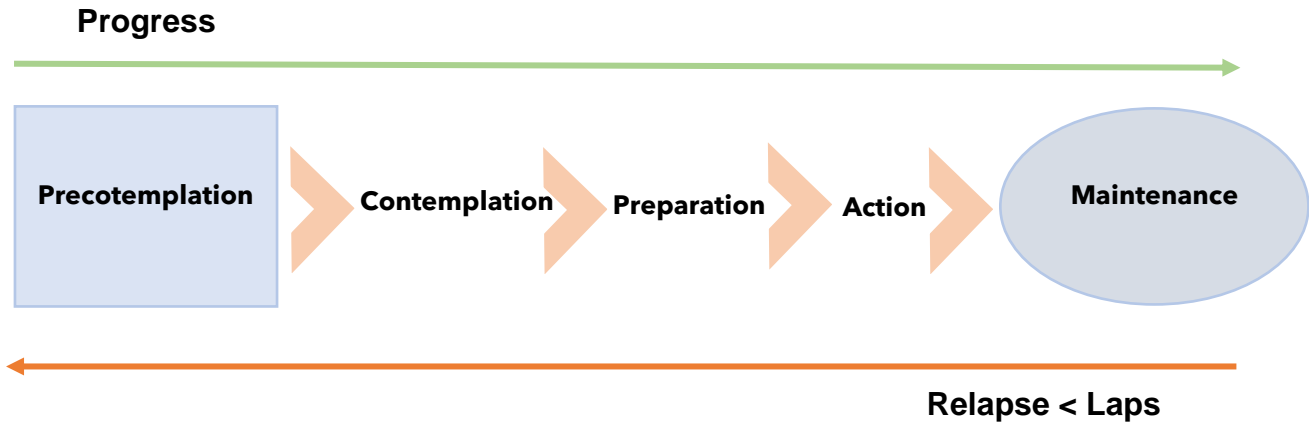 Progress
Precotemplation
Contemplation
Preparation
Action
Maintenance
Relapse < Laps